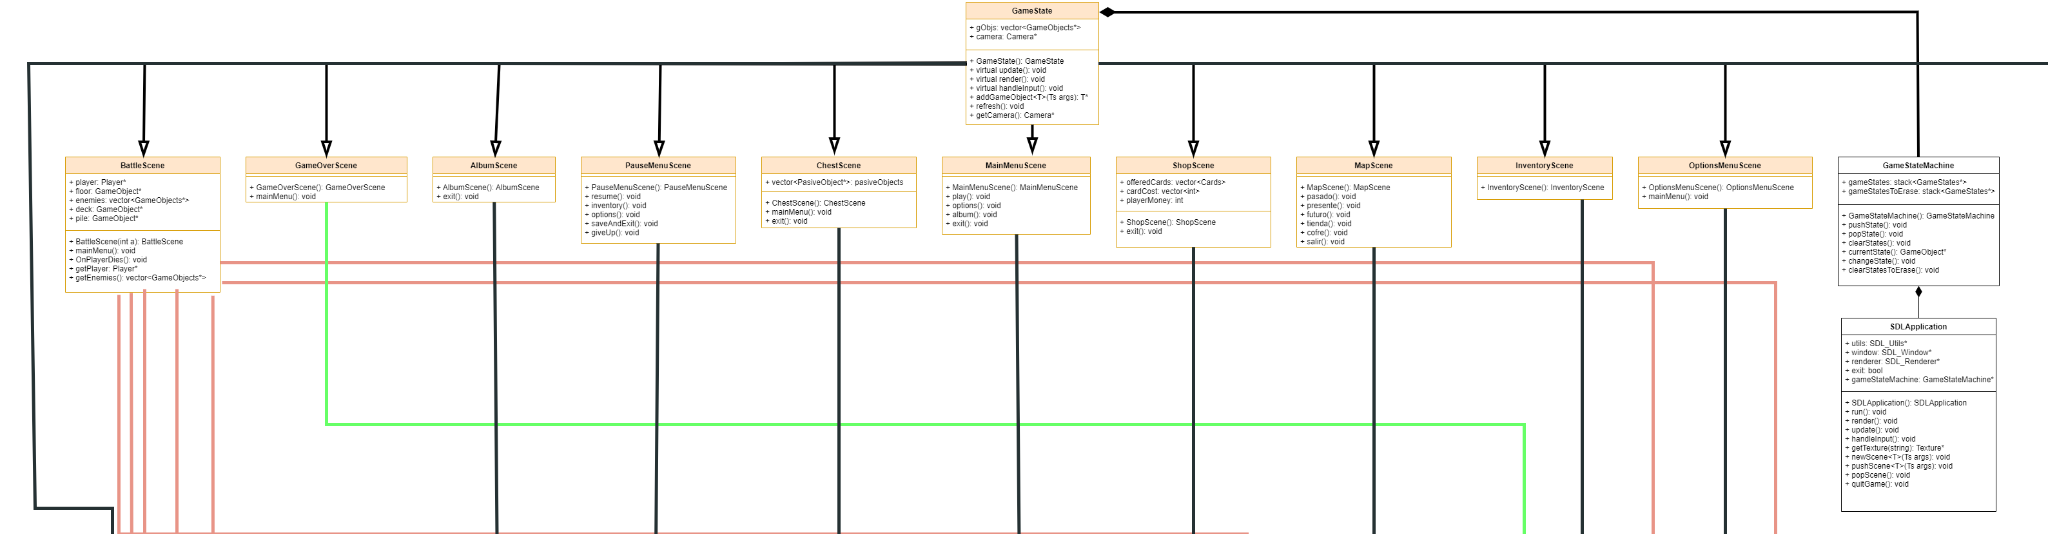 GameState
+ gObjs: vector<GameObjects*>
+ camera: Camera*
+ GameState(): GameState
+ virtual update(): void
+ virtual render(): void
+ virtual handleInput(): void
+ addGameObject<T>(Ts args): T*
+ refresh(): void
+ getCamera(): Camera*
BattleScene
+ player: Player*
+ floor: GameObject*
+ enemies: vector<GameObjects*>
+ deck: GameObject*
+ pile: GameObject*
+ BattleScene(int a): BattleScene
+ mainMenu(): void
+ OnPlayerDies(): void
+ getPlayer: Player*
+ getEnemies(): vector<GameObjects*>
GameOverScene
+ GameOverScene(): GameOverScene
+ mainMenu(): void
AlbumScene
+ AlbumScene(): AlbumScene
+ exit(): void
PauseMenuScene
+ PauseMenuScene(): PauseMenuScene
+ resume(): void
+ inventory(): void
+ options(): void
+ saveAndExit(): void
+ giveUp(): void
ChestScene
+ vector<PasiveObject*>: pasiveObjects
+ ChestScene(): ChestScene
+ mainMenu(): void
+ exit(): void
MainMenuScene
+ MainMenuScene(): MainMenuScene
+ play(): void
+ options(): void
+ album(): void
+ exit(): void
ShopScene
+ offeredCards: vector<Cards>
+ cardCost: vector<int>
+ playerMoney: int
+ ShopScene(): ShopScene
+ exit(): void
MapScene
+ MapScene(): MapScene
+ pasado(): void
+ presente(): void
+ futuro(): void
+ tienda(): void
+ cofre(): void
+ salir(): void
InventoryScene
+ InventoryScene(): InventoryScene
OptionsMenuScene
+ OptionsMenuScene(): OptionsMenuScene
+ mainMenu(): void
GameStateMachine
+ gameStates: stack<GameStates*>
+ gameStatesToErase: stack<GameStates*>
+ GameStateMachine(): GameStateMachine
+ pushState(): void
+ popState(): void
+ clearStates(): void
+ currentState(): GameObject*
+ changeState(): void
+ clearStatesToErase(): void
SDLApplication
+ utils: SDL_Utils*
+ window: SDL_Window*
+ renderer: SDL_Renderer*
+ exit: bool
+ gameStateMachine: GameStateMachine*
+ SDLApplication(): SDLApplication
+ run(): void
+ render(): void
+ update(): void
+ handleInput(): void
+ getTexture(string): Texture*
+ newScene<T>(Ts args): void
+ pushScene<T>(Ts args): void
+ popScene(): void
+ quitGame(): void